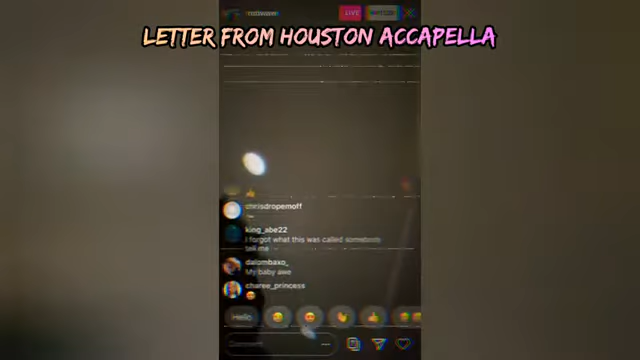 LETTER FROM HOUSTON ACCAPELLA
LIVE
chrisdropemoff
king_abe22
I forgot what this was called somebody
tell me
dalombaxo_
My baby awe
charee_princess
Hello
Comment